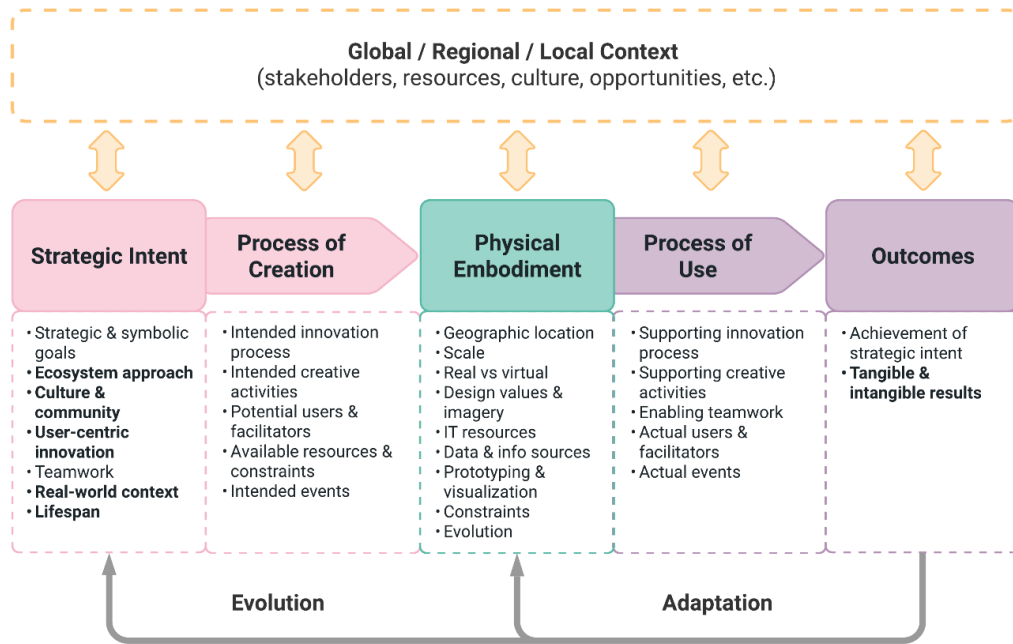 Global / Regional / Local Context
(stakeholders, resources, culture, opportunities, etc.)
Strategic Intent
Process of
Creation
Physical
Embodiment
Process of
Use
Outcomes
• Strategic & symbolic
goals
• Ecosystem approach
• Culture &
community
• User-centric
innovation
• Teamwork
• Real-world context
• Lifespan
• Intended innovation
process
• Intended creative
activities
• Potential users &
facilitators
• Available resources &
constraints
• Intended events
• Geographic location
• Scale
• Real vs virtual
• Design values &
imagery
• IT resources
• Data & info sources
• Prototyping &
visualization
• Constraints
• Evolution
• Supporting innovation
process
• Supporting creative
activities
• Enabling teamwork
• Actual users &
facilitators
• Actual events
• Achievement of
strategic intent
• Tangible &
intangible results
Evolution
Adaptation